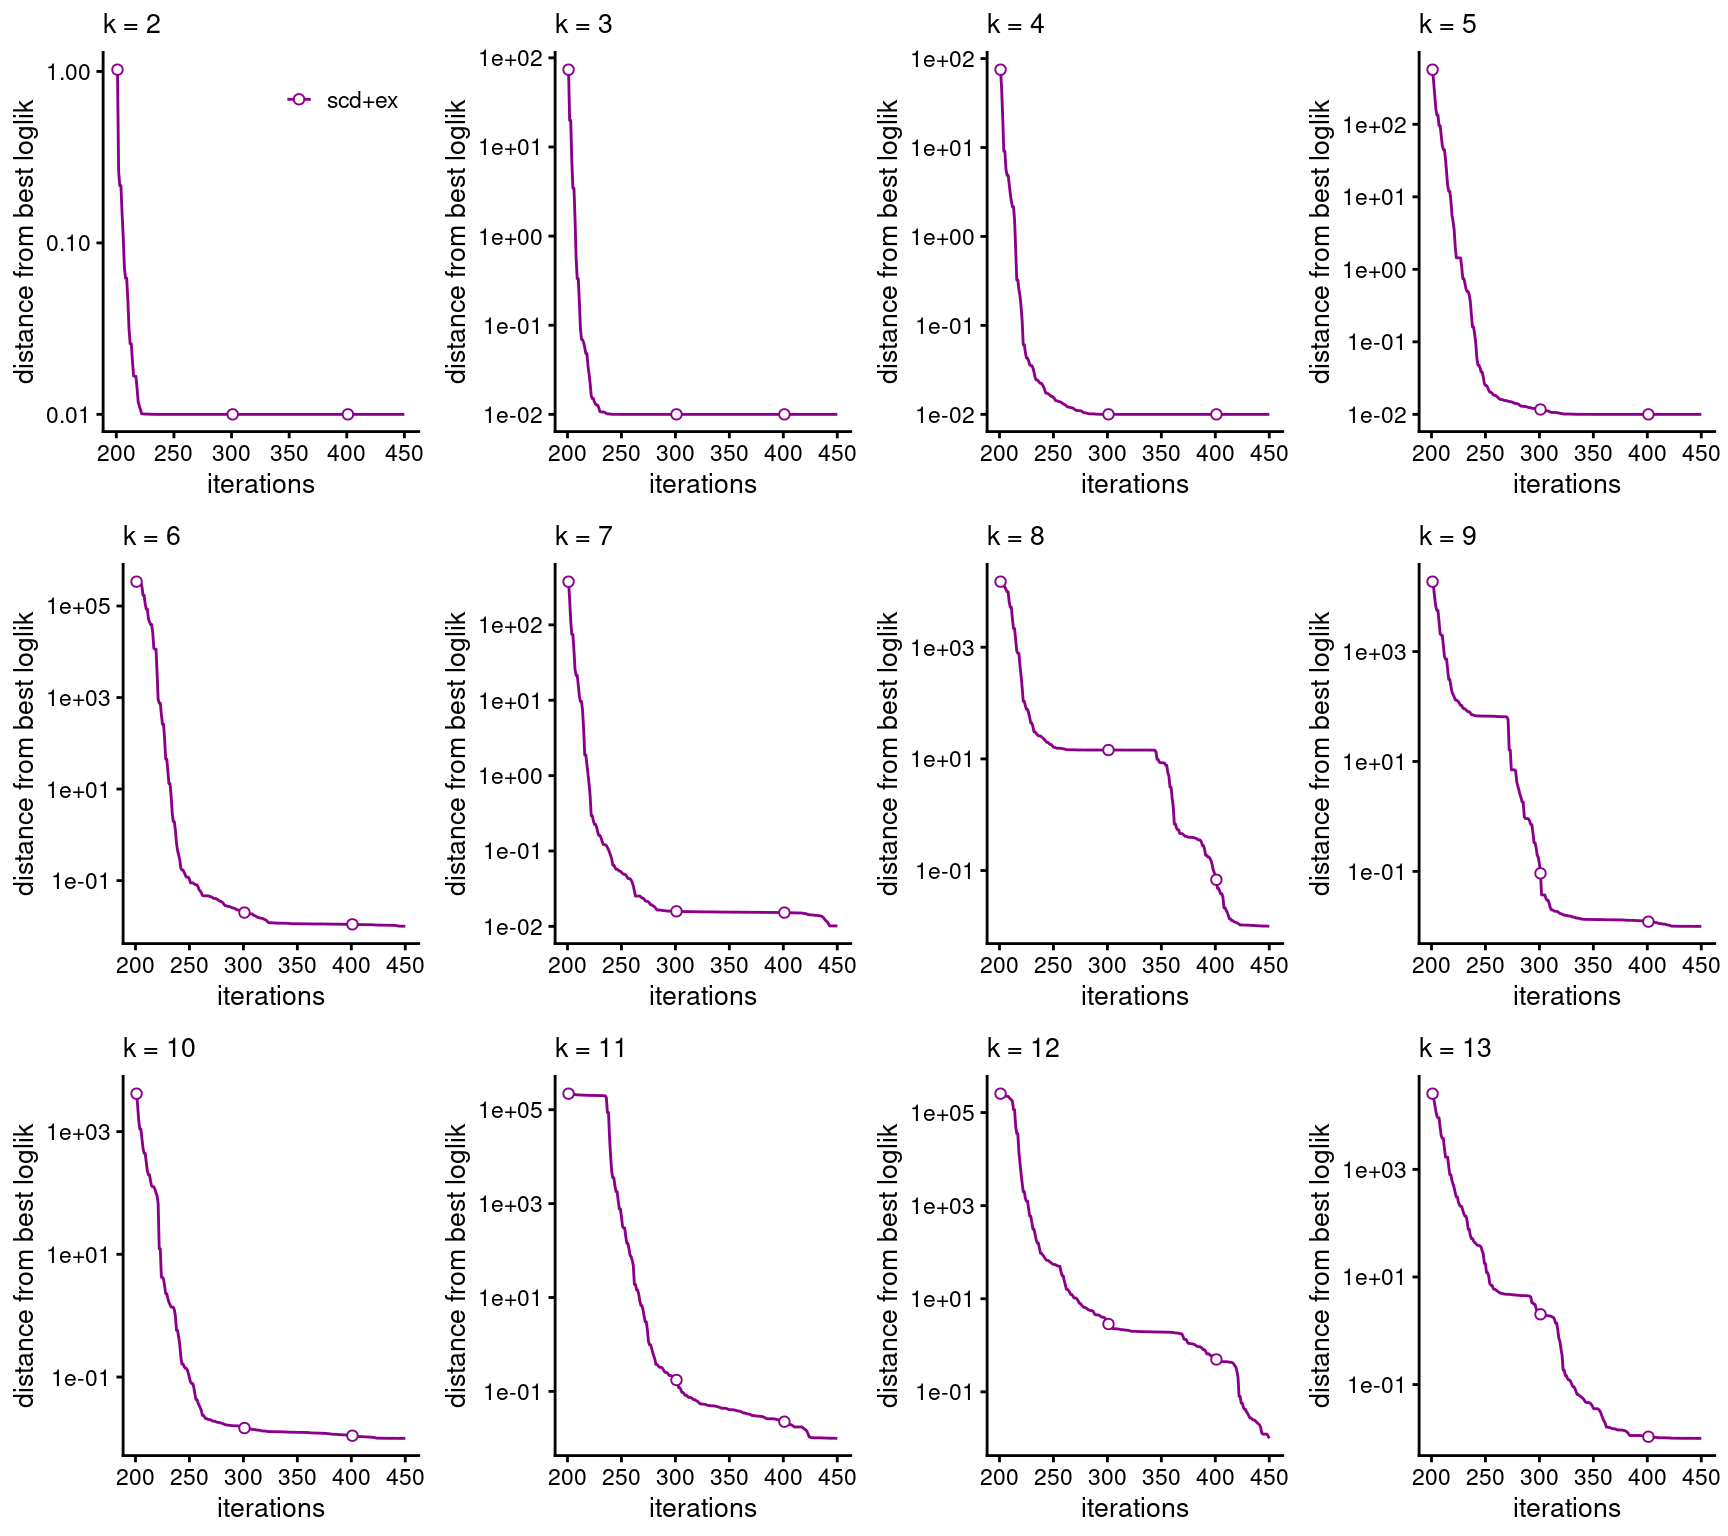 k = 2
1.00
0.10
0.01
distance from best loglik
scd+ex
200 250 300 350 400 450
iterations
k = 3
1e+02
1e+01
1e+00
1e-01
1e-02
distance from best loglik
200 250 300 350 400 450
iterations
k = 4
1e+02
1e+01
1e+00
1e-01
1e-02
distance from best loglik
200 250 300 350 400 450
iterations
k = 5
1e+02
1e+01
1e+00
1e-01
1e-02
distance from best loglik
200 250 300 350 400 450
iterations
k = 6
1e+05
1e+03
1e+01
1e-01
distance from best loglik
200 250 300 350 400 450
iterations
k = 7
1e+02
1e+01
1e+00
1e-01
1e-02
distance from best loglik
200 250 300 350 400 450
iterations
k = 8
1e+03
1e+01
1e-01
distance from best loglik
200 250 300 350 400 450
iterations
k = 9
1e+03
1e+01
1e-01
distance from best loglik
200 250 300 350 400 450
iterations
k = 10
1e+03
1e+01
1e-01
distance from best loglik
200 250 300 350 400 450
iterations
k = 11
1e+05
1e+03
1e+01
1e-01
distance from best loglik
200 250 300 350 400 450
iterations
k = 12
1e+05
1e+03
1e+01
1e-01
distance from best loglik
200 250 300 350 400 450
iterations
k = 13
1e+03
1e+01
1e-01
distance from best loglik
200 250 300 350 400 450
iterations